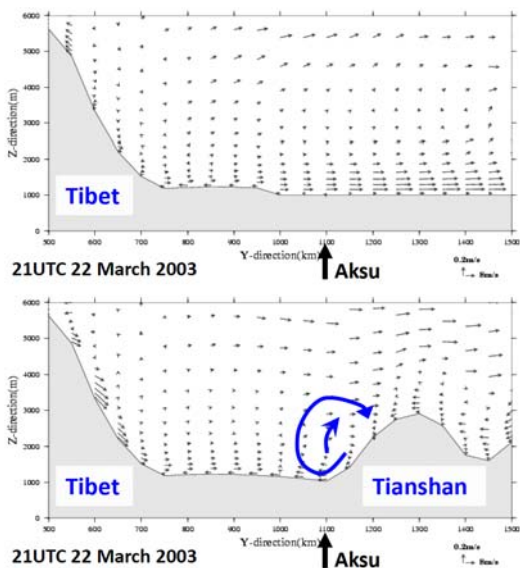 6000
5000
4000
3000
2000
1000
0
Z-direction(m)
Tibet
500 600 700 800 900 1000 1100 1200 1300 1400 1500
Y-direction(km)
21UTC 22 March 2003
Aksu
0.2m/s
8m/s
6000
5000
4000
3000
2000
1000
0
Z-direction(m)
Tibet
Tianshan
500 600 700 800 900 1000 1100 1200 1300 1400 1500
Y-direction(km)
21UTC 22 March 2003
Aksu
0.2m/s
8m/s